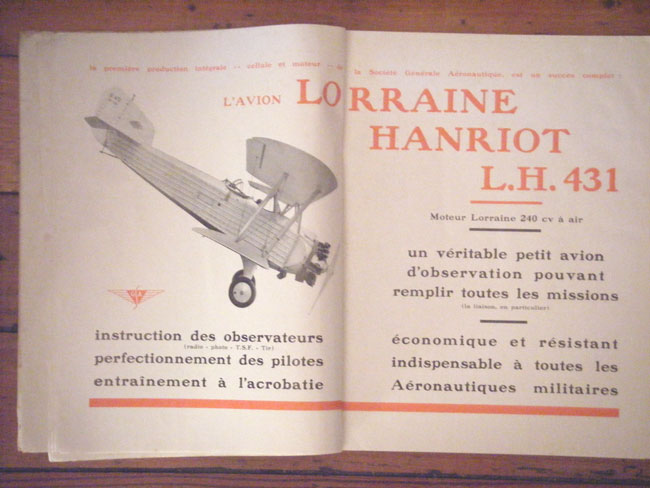 la première production intégrale -- cellule et moteur -- de la Société Générale Aéronautique, est un succès complet :
L'AVION LORRAINE
HANRIOT
L.H. 431
Moteur Lorraine 240 cv à air
un véritable petit avion
d'observation pouvant
remplir toutes les missions
(la liaison, en particulier)
instruction des observateurs
(radio - photo - T.S.F. - Tir)
perfectionnement des pilotes
entraînement à l'acrobatie
économique et résistant
indispensable à toutes les
Aéronautiques militaires